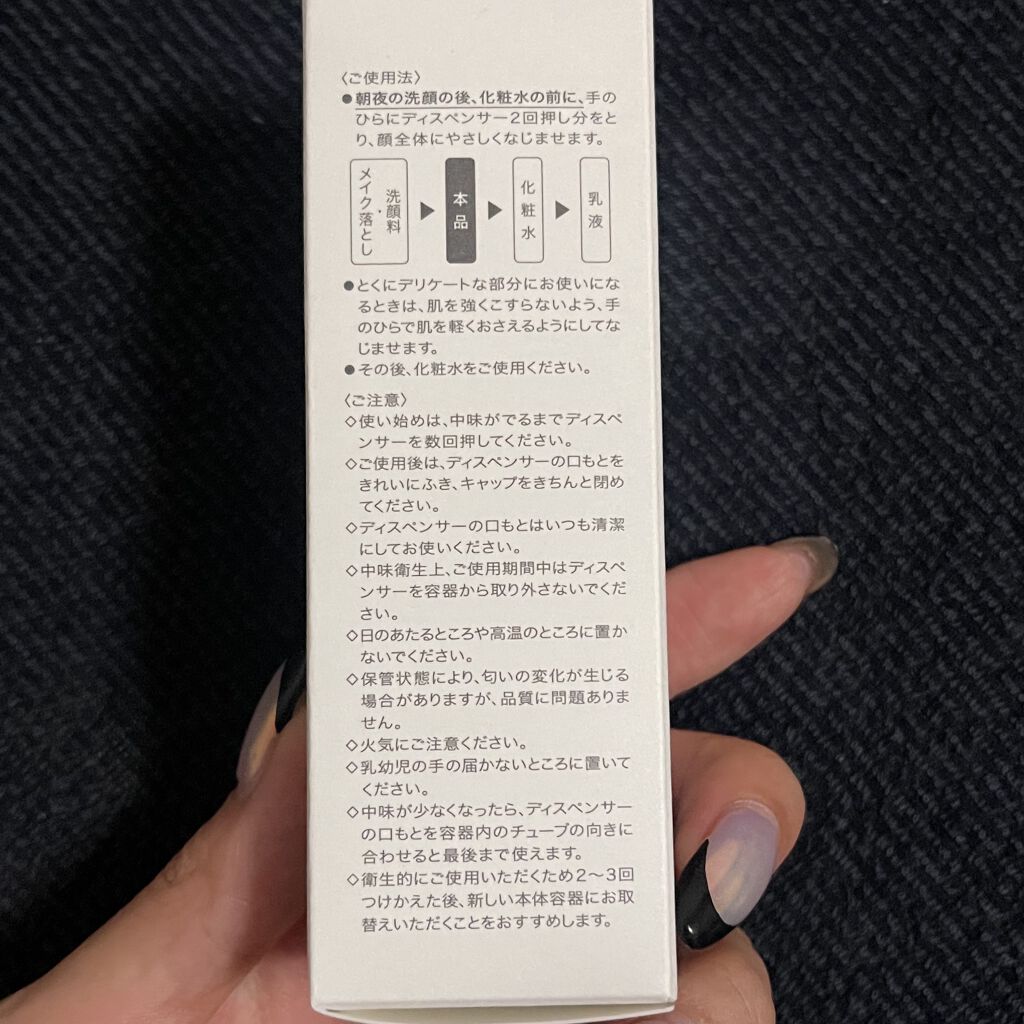 〈ご使用法〉
●朝夜の洗顔の後、化粧水の前に、手の
ひらにディスペンサー2回押し分をと
り、顔全体にやさしくなじませます。
メイク落とし・洗顔料 ▶ 本品 ▶ 化粧水 ▶ 乳液
●とくにデリケートな部分にお使いにな
るときは、肌を強くこすらないよう、手
のひらで肌を軽くおさえるようにしてな
じませます。
●その後、化粧水をご使用ください。
〈ご注意〉
◇使い始めは、中味がでるまでディスペ
ンサーを数回押してください。
◇ご使用後は、ディスペンサーの口もとを
きれいにふき、キャップをきちんと閉め
てください。
◇ディスペンサーの口もとはいつも清潔
にしてお使いください。
◇中味衛生上、ご使用期間中はディスペ
ンサーを容器から取り外さないでくだ
さい。
◇日のあたるところや高温のところに置か
ないでください。
◇保管状態により、匂いの変化が生じる
場合がありますが、品質に問題ありま
せん。
◇火気にご注意ください。
◇乳幼児の手の届かないところに置いて
ください。
◇中味が少なくなったら、ディスペンサー
の口もとを容器内のチューブの向きに
合わせると最後まで使えます。
◇衛生的にご使用いただくため2〜3回
つけかえた後、新しい本体容器にお取
替えいただくことをおすすめします。